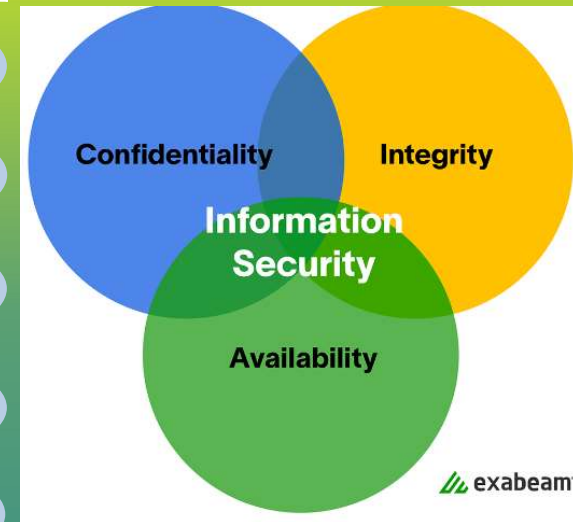 Confidentiality
Integrity
Information
Security
Availability
exabeam